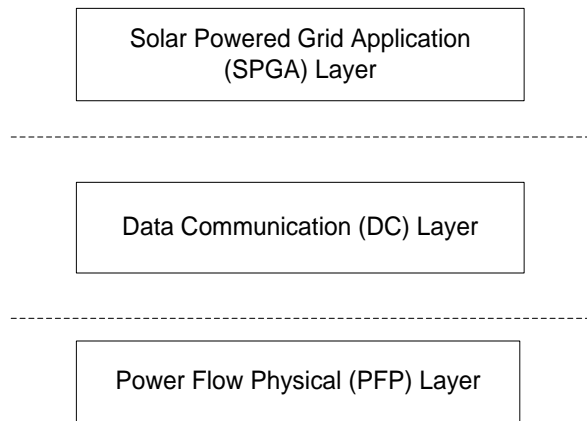 Solar Powered Grid Application
(SPGA) Layer
Data Communication (DC) Layer
Power Flow Physical (PFP) Layer